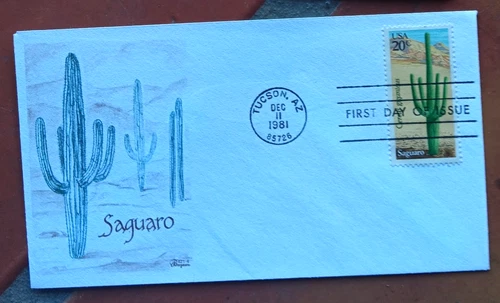 Saguaro
TUCSON, AZ
DEC
11
1981
85726
USA
20c
FIRST DAY OF ISSUE
Saguaro